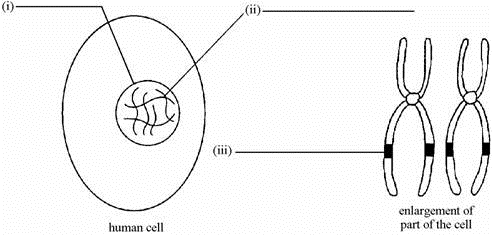 (i)
(ii)
(iii)
human cell
enlargement of
part of the cell